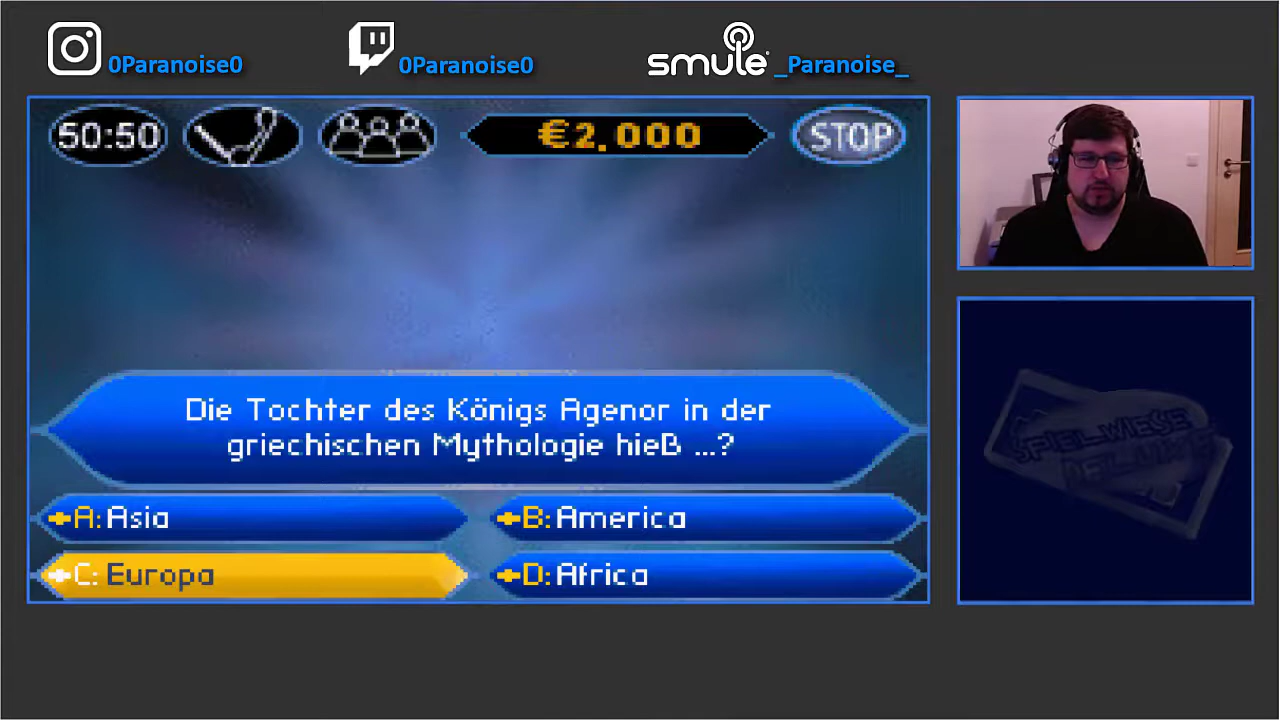 0Paranoise0
0Paranoise0
smule _Paranoise_
50:50
€2.000
STOP
Die Tochter des Königs Agenor in der
griechischen Mythologie hieß ...?
A: Asia
B: America
C: Europa
D: Africa
SPIEL_WIESE